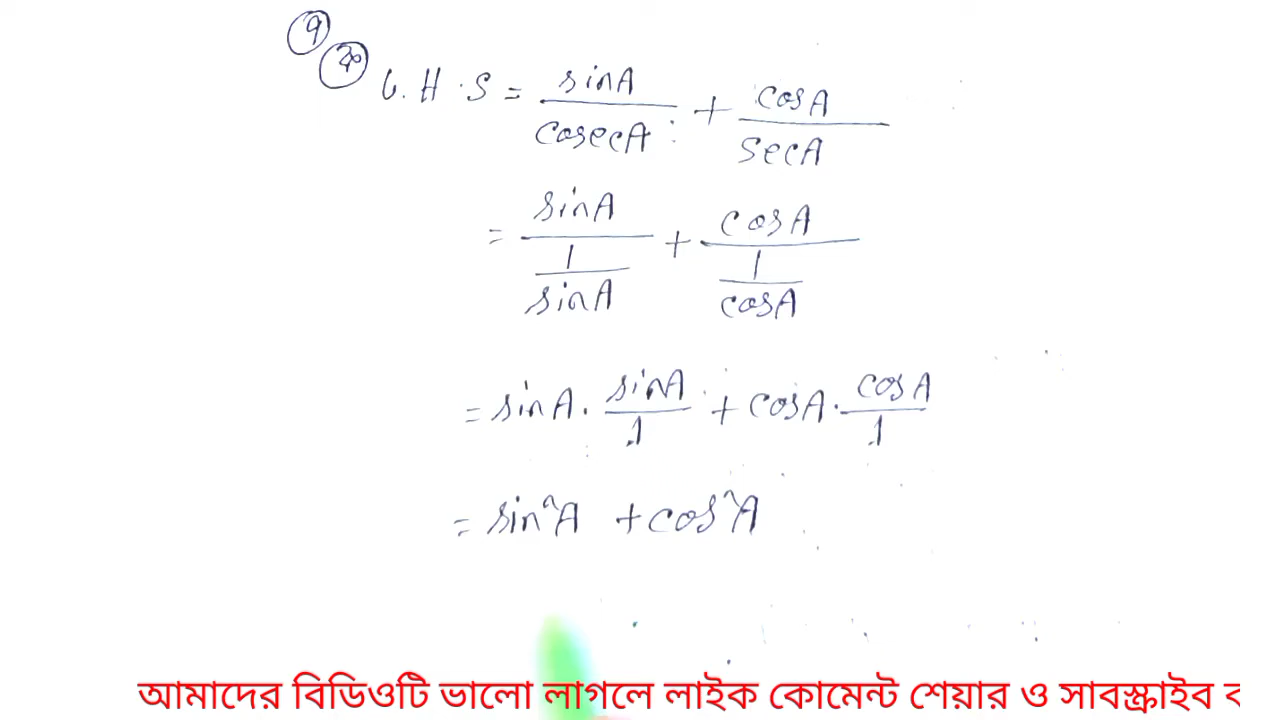 ৭
ক L.H.S = sinA/cosecA + cosA/secA
= sinA/(1/sinA) + cosA/(1/cosA)
= sinA · sinA/1 + cosA · cosA/1
= sin²A + cos²A
আমাদের বিডিওটি ভালো লাগলে লাইক কোমেন্ট শেয়ার ও সাবস্ক্রাইব ব